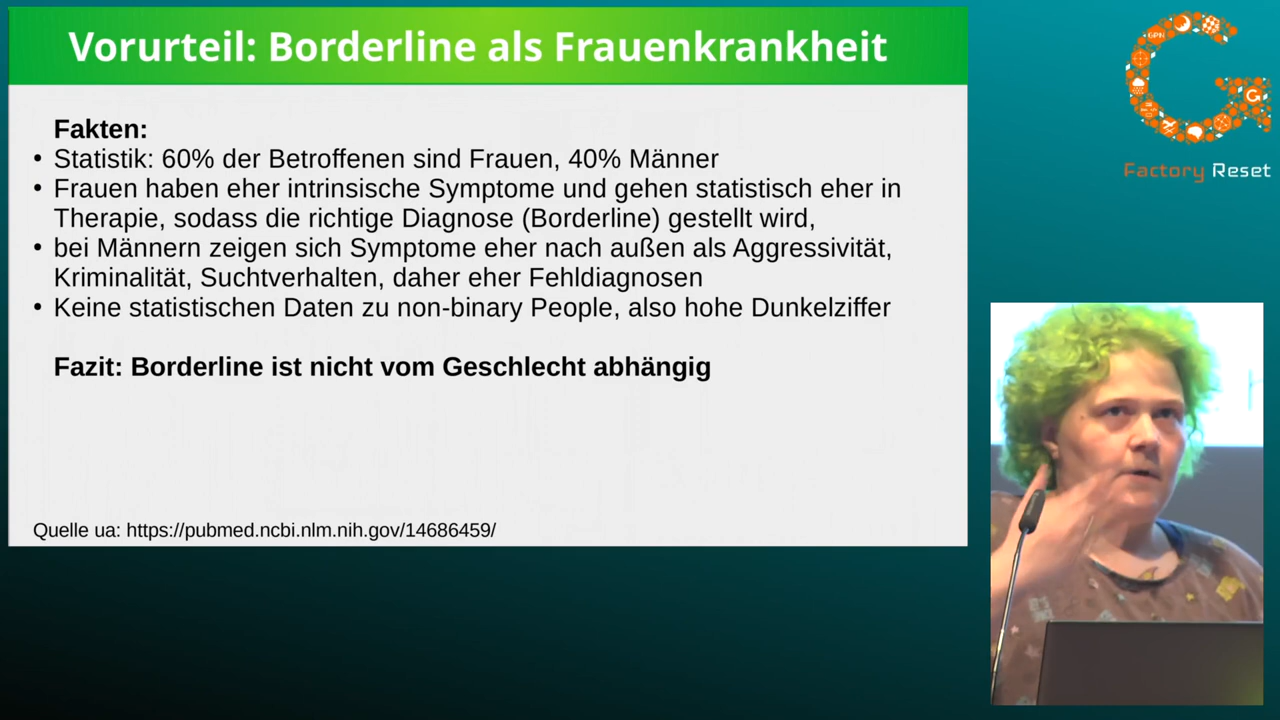 Vorurteil: Borderline als Frauenkrankheit
Fakten:
• Statistik: 60% der Betroffenen sind Frauen, 40% Männer
• Frauen haben eher intrinsische Symptome und gehen statistisch eher in
Therapie, sodass die richtige Diagnose (Borderline) gestellt wird,
• bei Männern zeigen sich Symptome eher nach außen als Aggressivität,
Kriminalität, Suchtverhalten, daher eher Fehldiagnosen
• Keine statistischen Daten zu non-binary People, also hohe Dunkelziffer
Fazit: Borderline ist nicht vom Geschlecht abhängig
Quelle ua: https://pubmed.ncbi.nlm.nih.gov/14686459/
GPN
Factory Reset